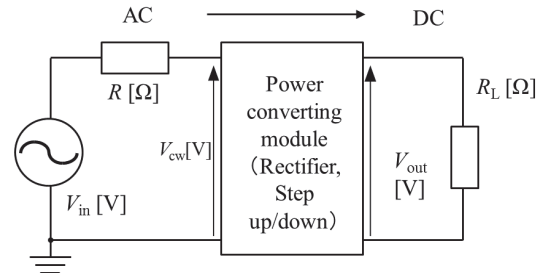 AC
DC
R [Ω]
Power
converting
module
(Rectifier,
Step
up/down)
V_cw[V]
V_in [V]
V_out
[V]
R_L [Ω]